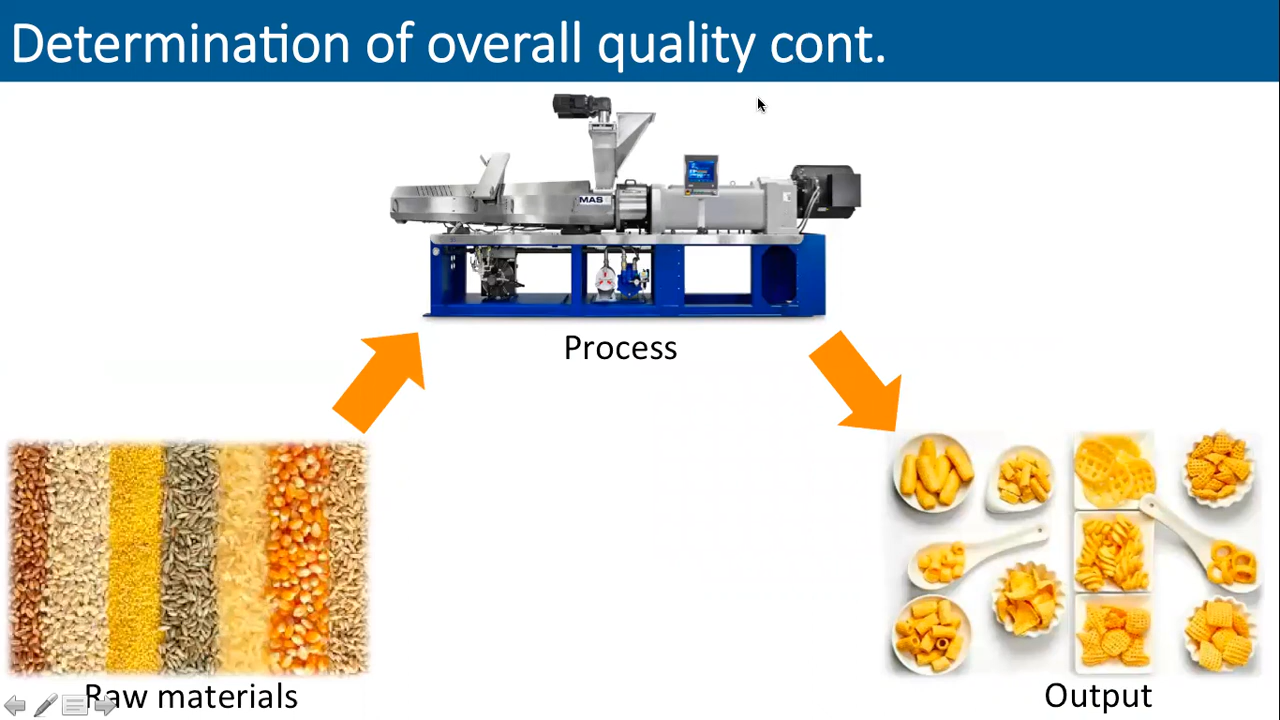 Determination of overall quality cont.
MAS
Process
Raw materials
Output